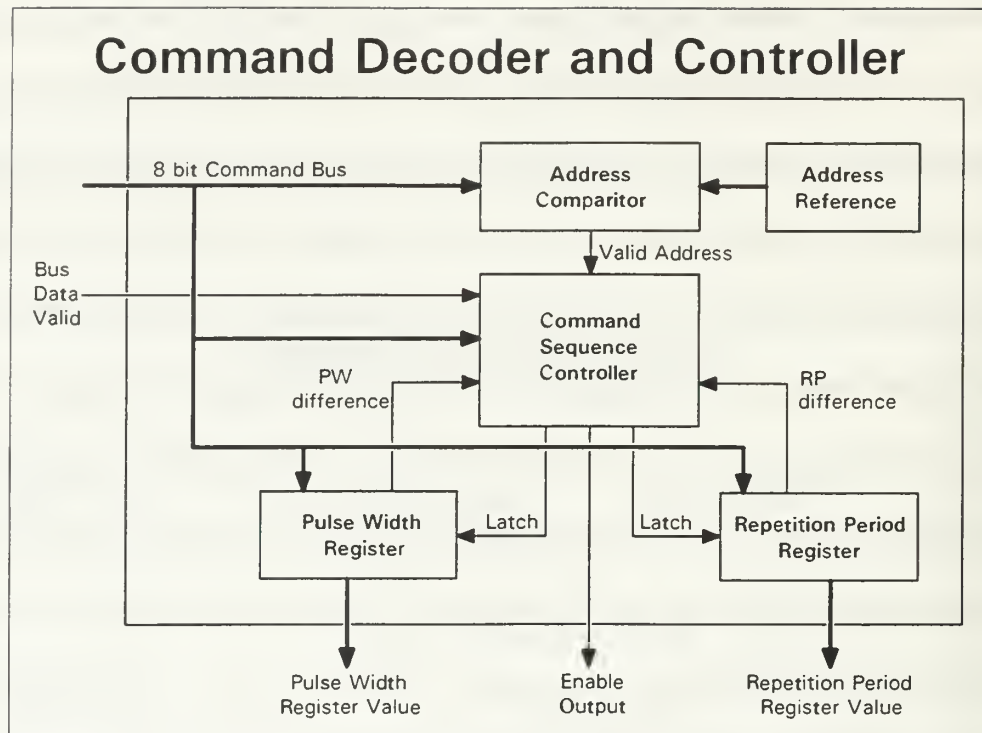 Command Decoder and Controller
8 bit Command Bus
Address
Comparitor
Address
Reference
Valid Address
Bus
Data
Valid
Command
Sequence
Controller
PW
difference
RP
difference
Pulse Width
Register
Latch
Latch
Repetition Period
Register
Pulse Width
Register Value
Enable
Output
Repetition Period
Register Value